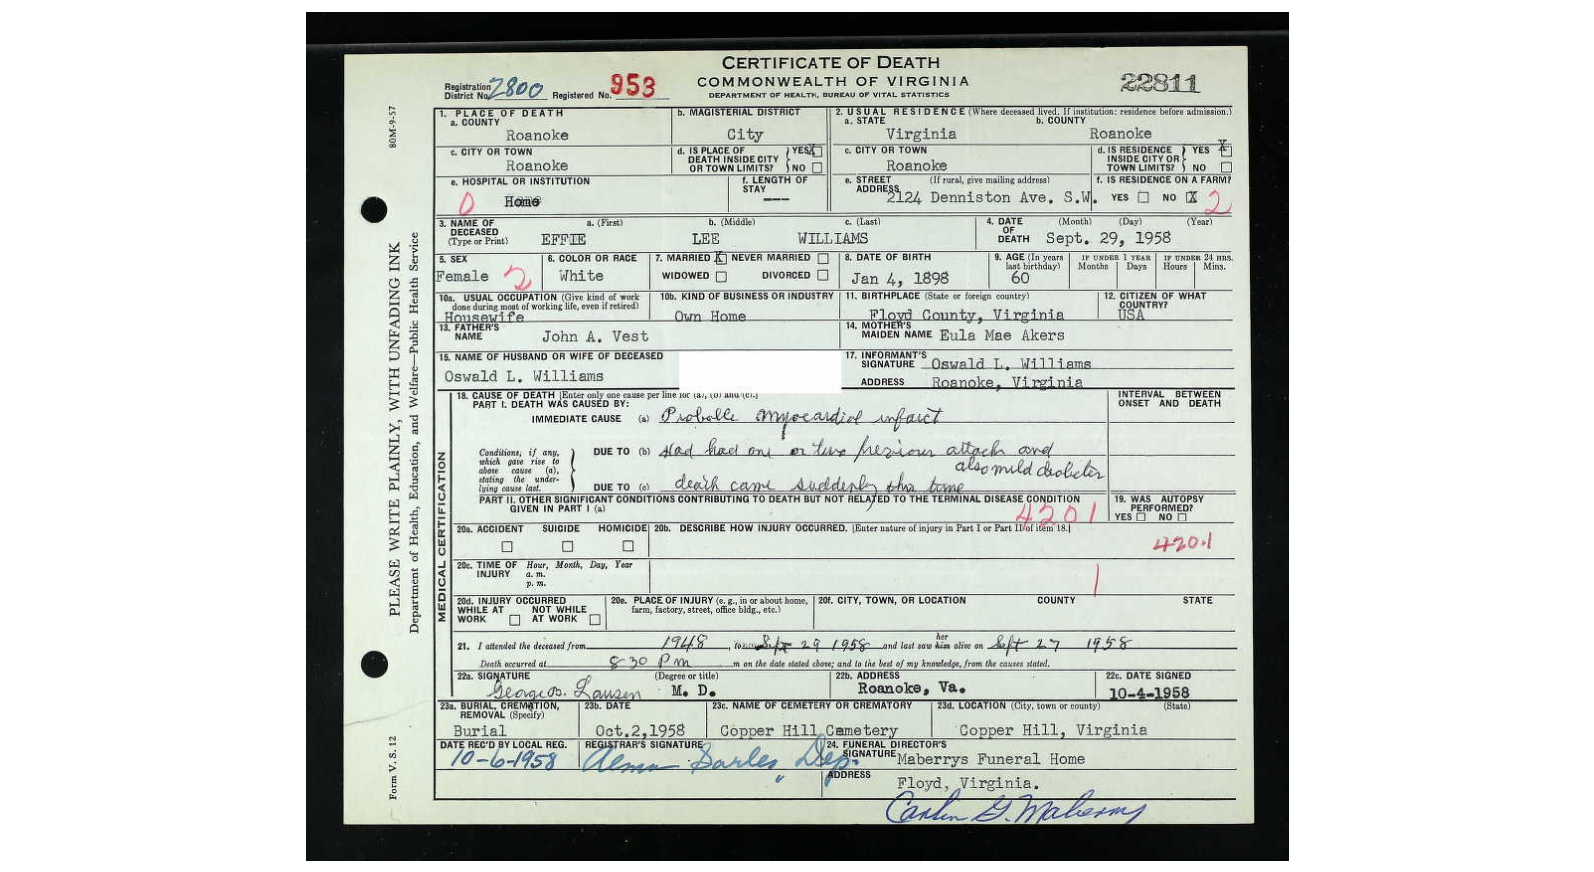 CERTIFICATE OF DEATH
COMMONWEALTH OF VIRGINIA
DEPARTMENT OF HEALTH, BUREAU OF VITAL STATISTICS
Registration District No. 2800 Registered No. 953
22811
80M-9-57
PLEASE WRITE PLAINLY, WITH UNFADING INK
Department of Health, Education, and Welfare—Public Health Service
Form V. S. 12
1. PLACE OF DEATH
a. COUNTY Roanoke
b. MAGISTERIAL DISTRICT City
2. USUAL RESIDENCE (Where deceased lived. If institution: residence before admission.)
a. STATE Virginia
b. COUNTY Roanoke
c. CITY OR TOWN Roanoke
d. IS PLACE OF DEATH INSIDE CITY OR TOWN LIMITS? YES X NO
c. CITY OR TOWN Roanoke
d. IS RESIDENCE INSIDE CITY OR TOWN LIMITS? YES X NO
e. HOSPITAL OR INSTITUTION 0 Home
f. LENGTH OF STAY ---
e. STREET ADDRESS (If rural, give mailing address) 2124 Denniston Ave. S.W.
f. IS RESIDENCE ON A FARM? YES NO X 2
3. NAME OF DECEASED (Type or Print)
a. (First) EFFIE
b. (Middle) LEE
c. (Last) WILLIAMS
4. DATE OF DEATH (Month) (Day) (Year) Sept. 29, 1958
5. SEX Female 2
6. COLOR OR RACE White
7. MARRIED X NEVER MARRIED
WIDOWED DIVORCED
8. DATE OF BIRTH Jan 4, 1898
9. AGE (In years last birthday) 60
IF UNDER 1 YEAR Months Days
IF UNDER 24 HRS. Hours Mins.
10a. USUAL OCCUPATION (Give kind of work done during most of working life, even if retired) Housewife
10b. KIND OF BUSINESS OR INDUSTRY Own Home
11. BIRTHPLACE (State or foreign country) Floyd County, Virginia
12. CITIZEN OF WHAT COUNTRY? USA
13. FATHER'S NAME John A. Vest
14. MOTHER'S MAIDEN NAME Eula Mae Akers
15. NAME OF HUSBAND OR WIFE OF DECEASED
Oswald L. Williams
17. INFORMANT'S SIGNATURE Oswald L. Williams
ADDRESS Roanoke, Virginia
MEDICAL CERTIFICATION
18. CAUSE OF DEATH [Enter only one cause per line for (a), (b) and (c).]
INTERVAL BETWEEN ONSET AND DEATH
PART I. DEATH WAS CAUSED BY:
IMMEDIATE CAUSE (a) Probable myocardial infarct
Conditions, if any, which gave rise to above cause (a), stating the underlying cause last.
DUE TO (b) Had had one or two previous attack and
also mild diabetes
DUE TO (c) death came suddenly this time
PART II. OTHER SIGNIFICANT CONDITIONS CONTRIBUTING TO DEATH BUT NOT RELATED TO THE TERMINAL DISEASE CONDITION GIVEN IN PART I (a)
4201
19. WAS AUTOPSY PERFORMED? YES NO
20a. ACCIDENT SUICIDE HOMICIDE
20b. DESCRIBE HOW INJURY OCCURRED. [Enter nature of injury in Part I or Part II of item 18.]
420.1
20c. TIME OF INJURY Hour, Month, Day, Year
a. m.
p. m.
1
20d. INJURY OCCURRED WHILE AT WORK NOT WHILE AT WORK
20e. PLACE OF INJURY (e. g., in or about home, farm, factory, street, office bldg., etc.)
20f. CITY, TOWN, OR LOCATION COUNTY STATE
21. I attended the deceased from 1948, to Sept 29 1958 and last saw him her alive on Sept 27 1958
Death occurred at 8 30 P m m on the date stated above; and to the best of my knowledge, from the causes stated.
22a. SIGNATURE (Degree or title) George B. M. D.
22b. ADDRESS Roanoke, Va.
22c. DATE SIGNED 10-4-1958
23a. BURIAL, CREMATION, REMOVAL (Specify) Burial
23b. DATE Oct.2,1958
23c. NAME OF CEMETERY OR CREMATORY Copper Hill Cemetery
23d. LOCATION (City, town or county) (State) Copper Hill, Virginia
DATE REC'D BY LOCAL REG. 10-6-1958
REGISTRAR'S SIGNATURE Alma Sarles, Dep.
24. FUNERAL DIRECTOR'S SIGNATURE Maberrys Funeral Home
ADDRESS Floyd, Virginia.
G. Maberry